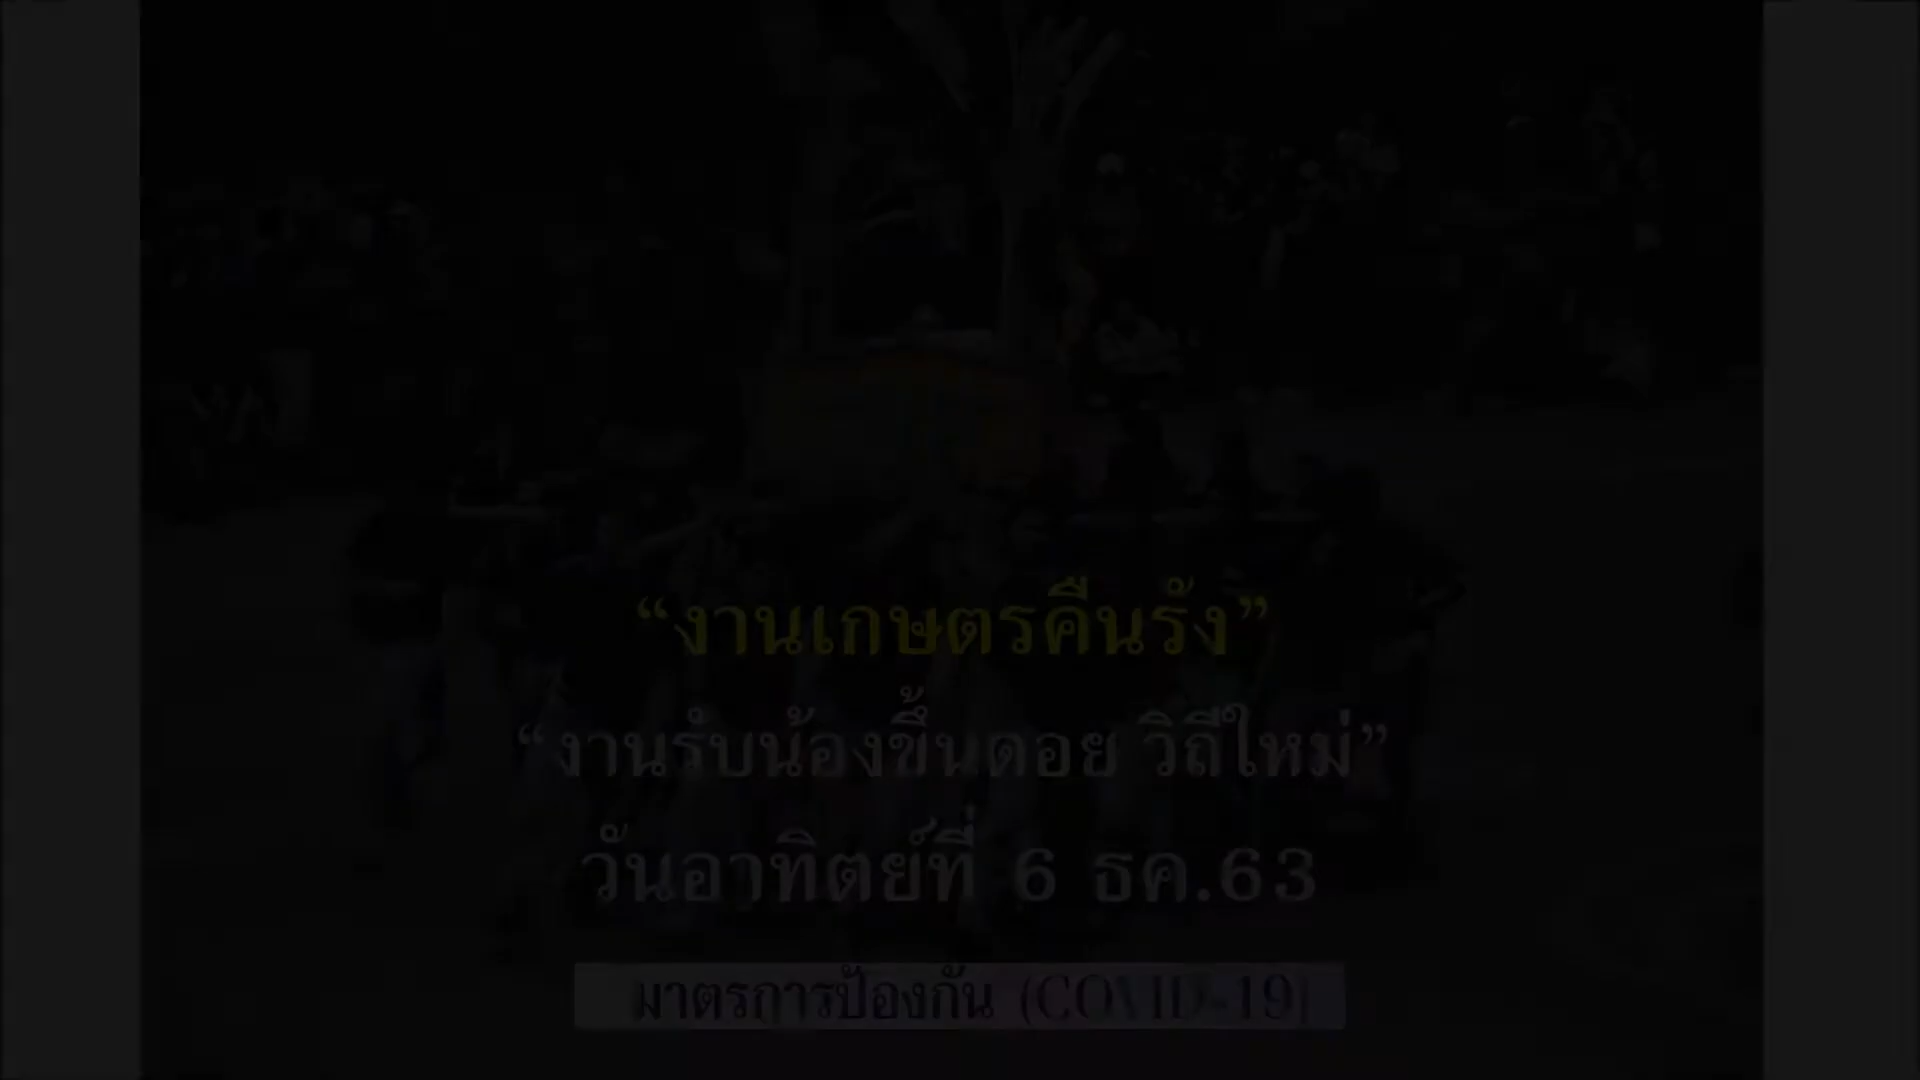 “งานเกษตรคืนรัง”
“งานรับน้องขึ้นดอย วิถีใหม่”
วันอาทิตย์ที่ 6 ธค.63
มาตรการป้องกัน (COVID-19)